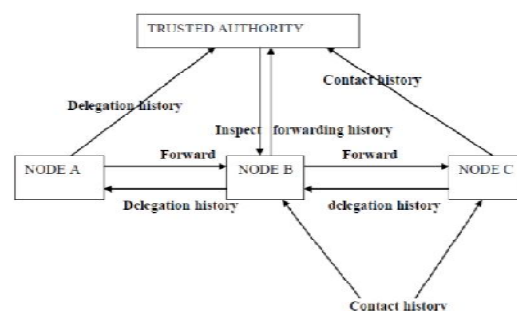 TRUSTED AUTHORITY
Contact history
Delegation history
Inspect forwarding history
Forward Forward
NODE A NODE B NODE C
Delegation history delegation history
Contact history